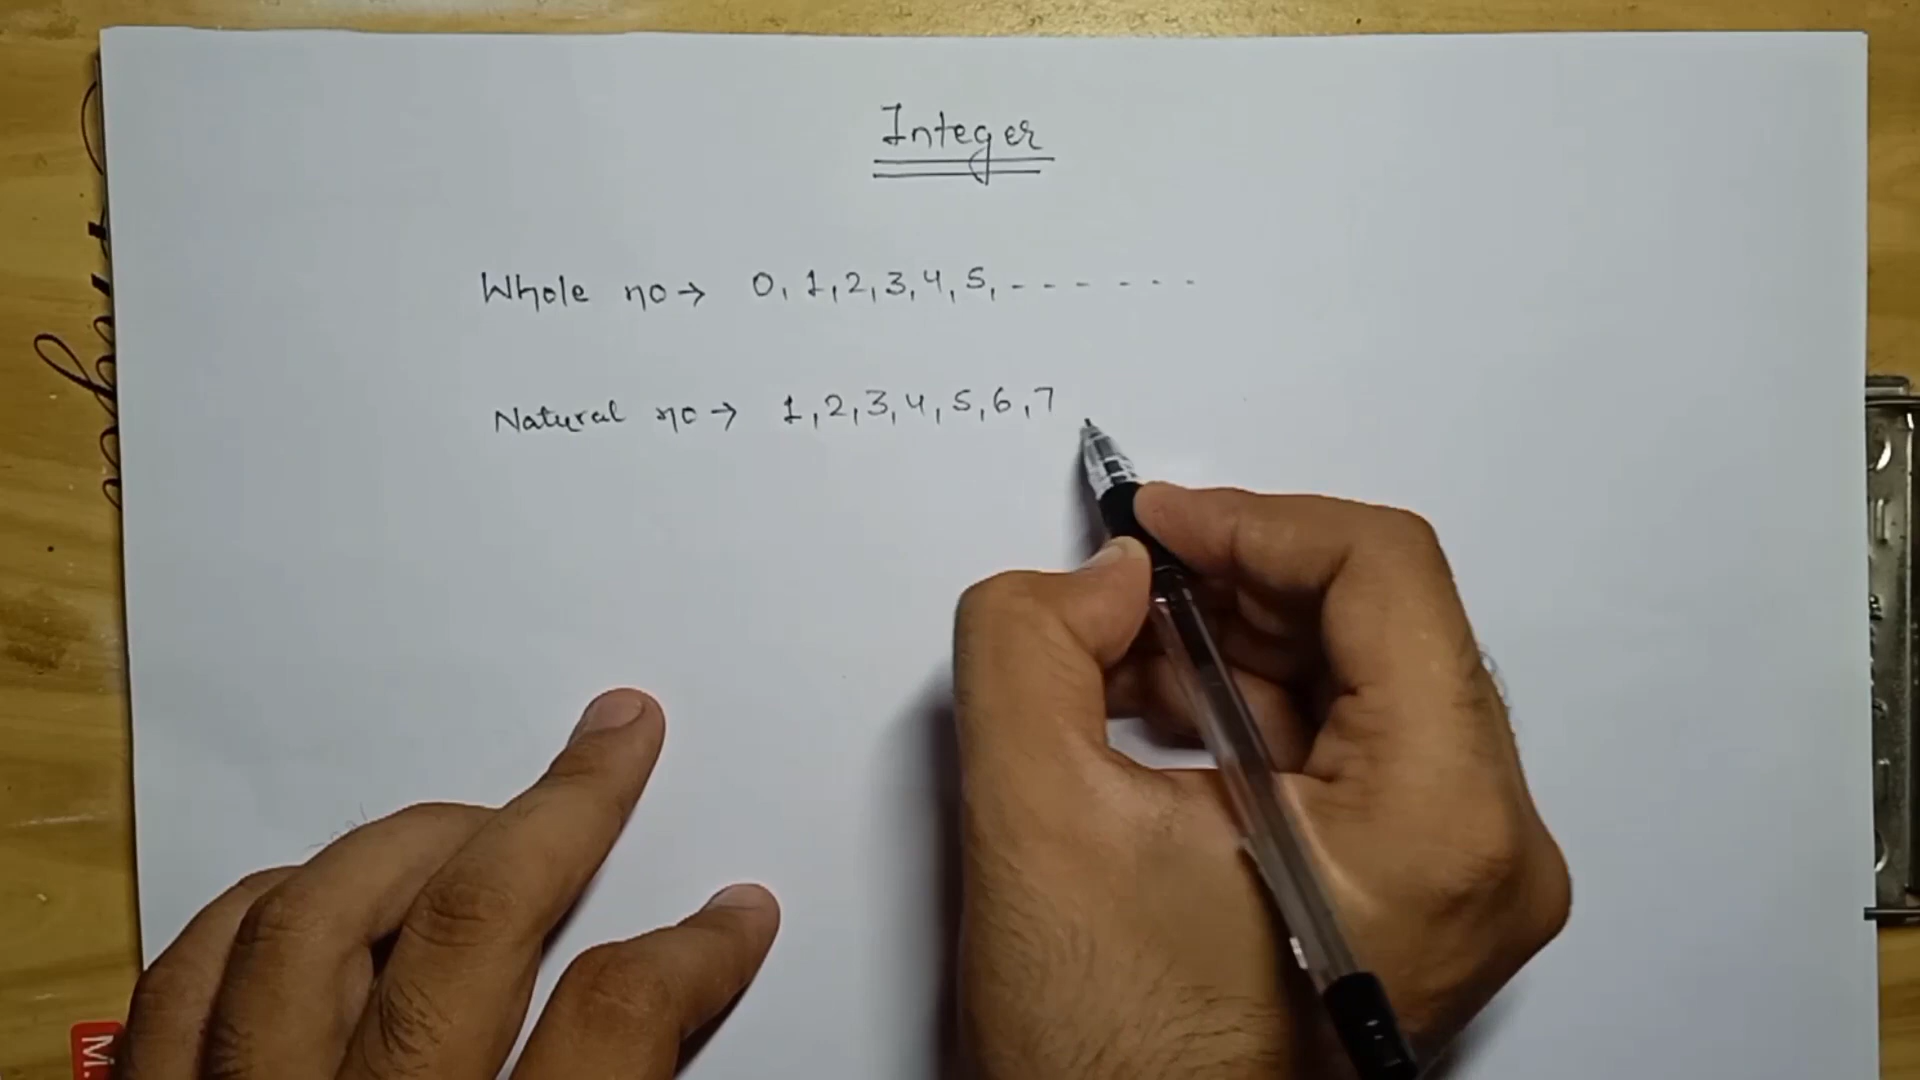 Integer
Whole no → 0, 1, 2, 3, 4, 5, - - - - - -
Natural no → 1, 2, 3, 4, 5, 6, 7
M.